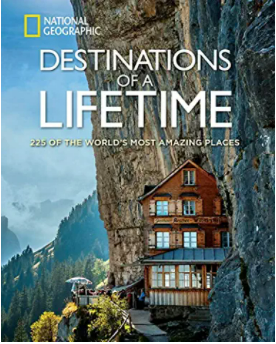 NATIONAL
GEOGRAPHIC
DESTINATIONS
OF A
LIFETIME
225 OF THE WORLD'S MOST AMAZING PLACES